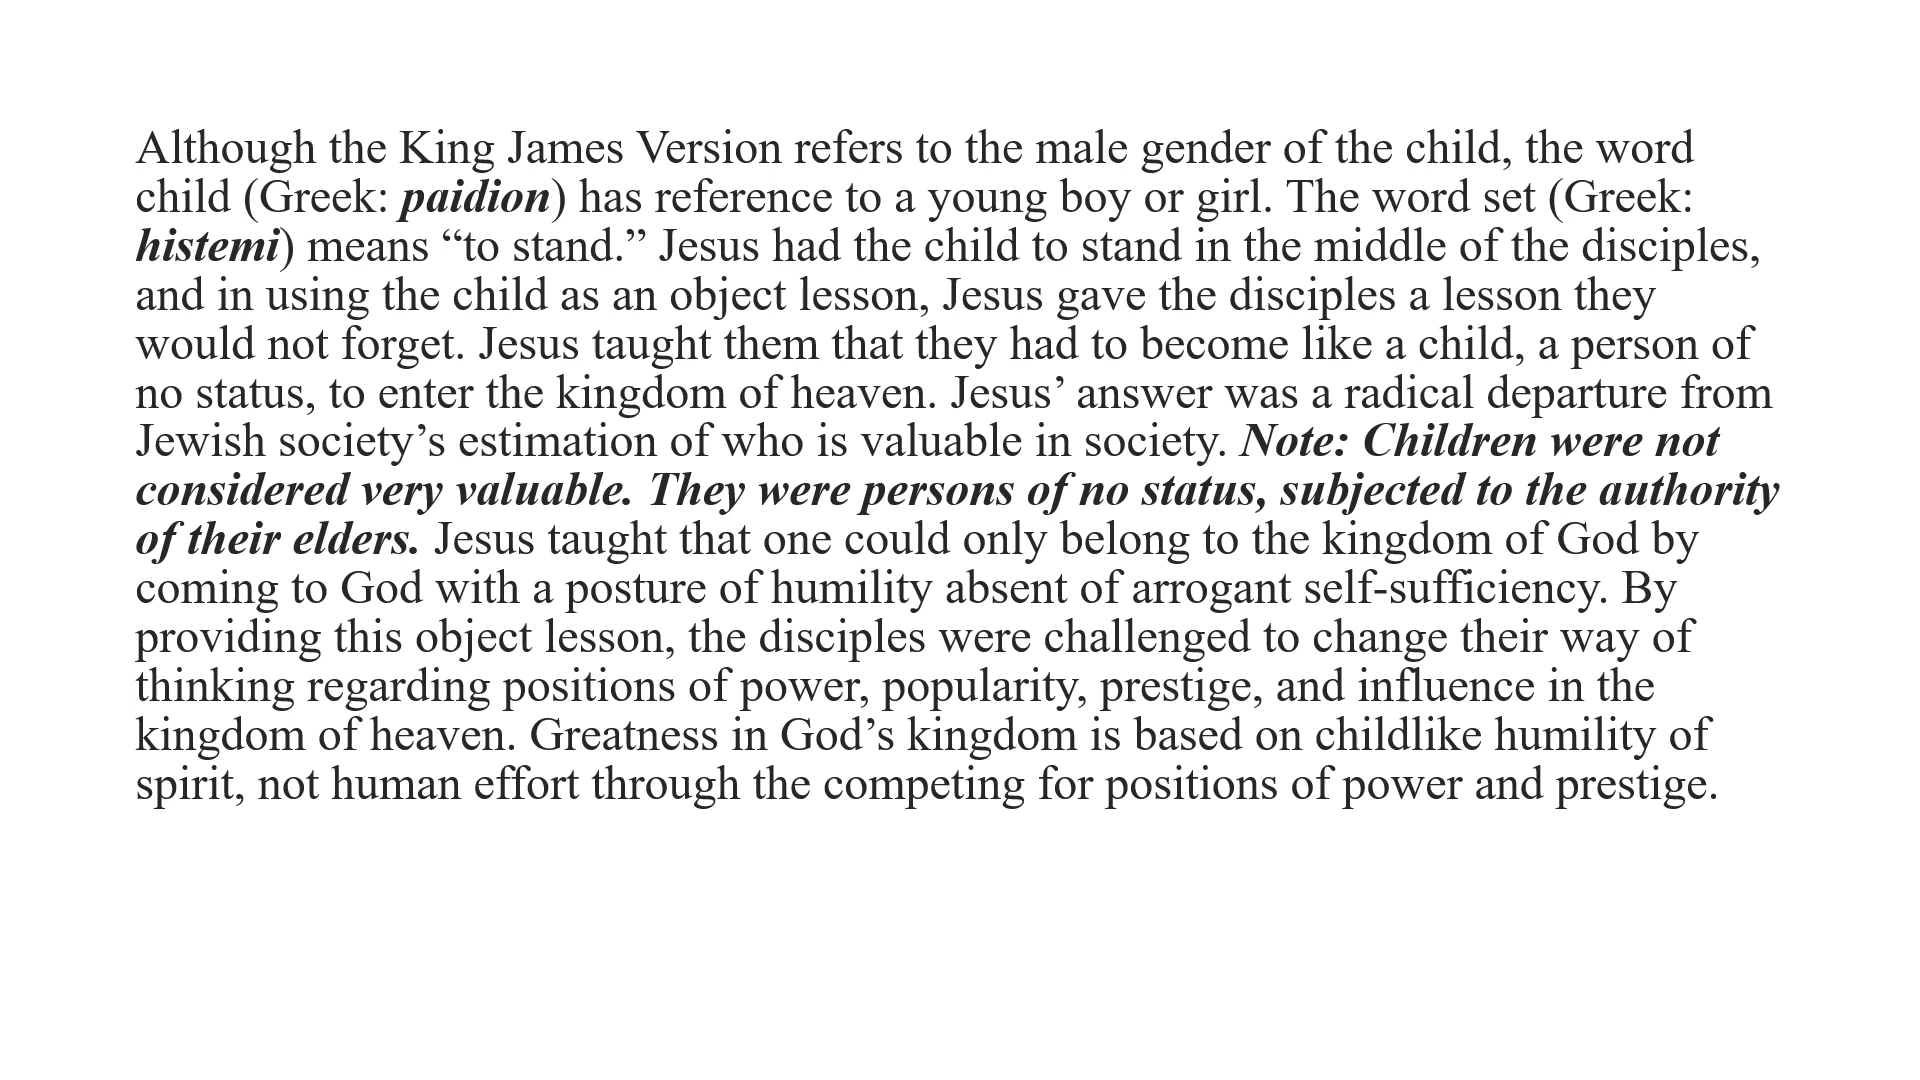 Although the King James Version refers to the male gender of the child, the word
child (Greek: paidion) has reference to a young boy or girl. The word set (Greek:
histemi) means “to stand.” Jesus had the child to stand in the middle of the disciples,
and in using the child as an object lesson, Jesus gave the disciples a lesson they
would not forget. Jesus taught them that they had to become like a child, a person of
no status, to enter the kingdom of heaven. Jesus’ answer was a radical departure from
Jewish society’s estimation of who is valuable in society. Note: Children were not
considered very valuable. They were persons of no status, subjected to the authority
of their elders. Jesus taught that one could only belong to the kingdom of God by
coming to God with a posture of humility absent of arrogant self-sufficiency. By
providing this object lesson, the disciples were challenged to change their way of
thinking regarding positions of power, popularity, prestige, and influence in the
kingdom of heaven. Greatness in God’s kingdom is based on childlike humility of
spirit, not human effort through the competing for positions of power and prestige.